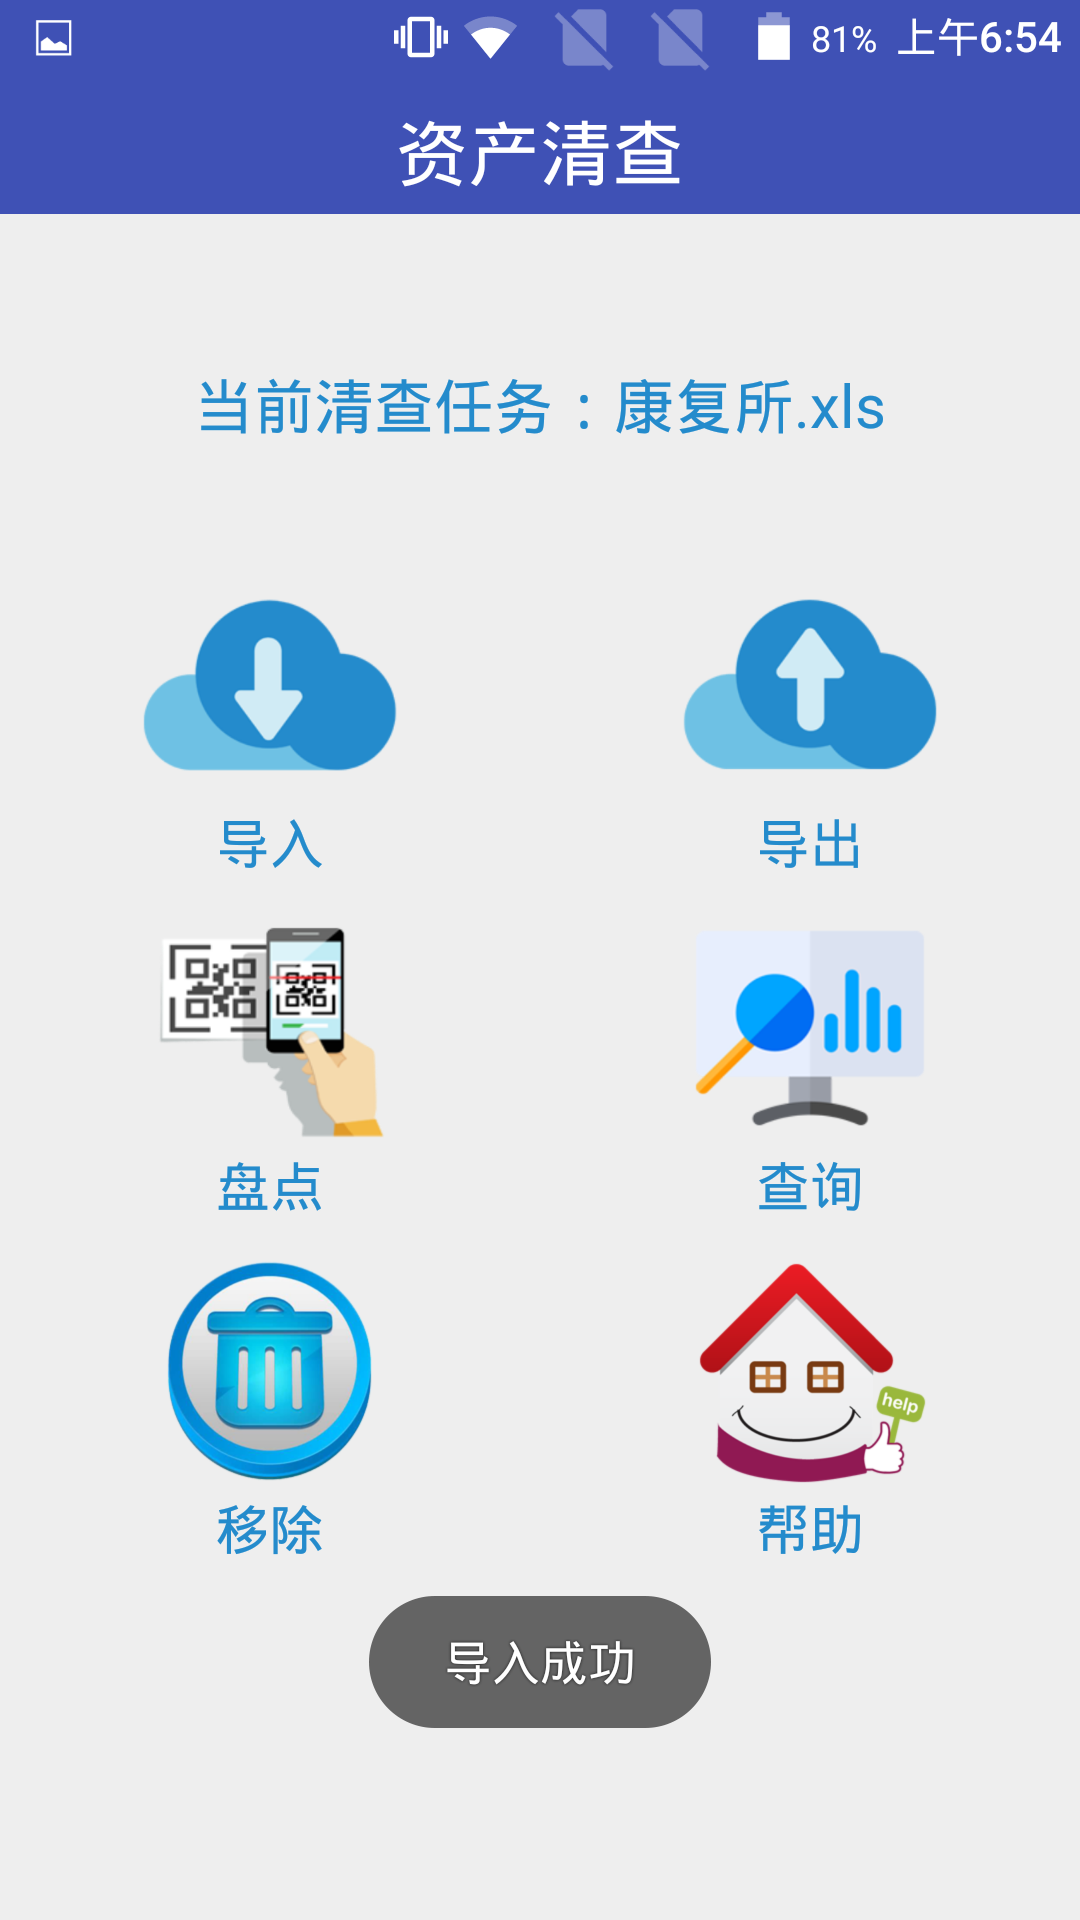 81% 上午6:54
资产清查
当前清查任务：康复所.xls
导入
导出
盘点
查询
help
移除
帮助
导入成功